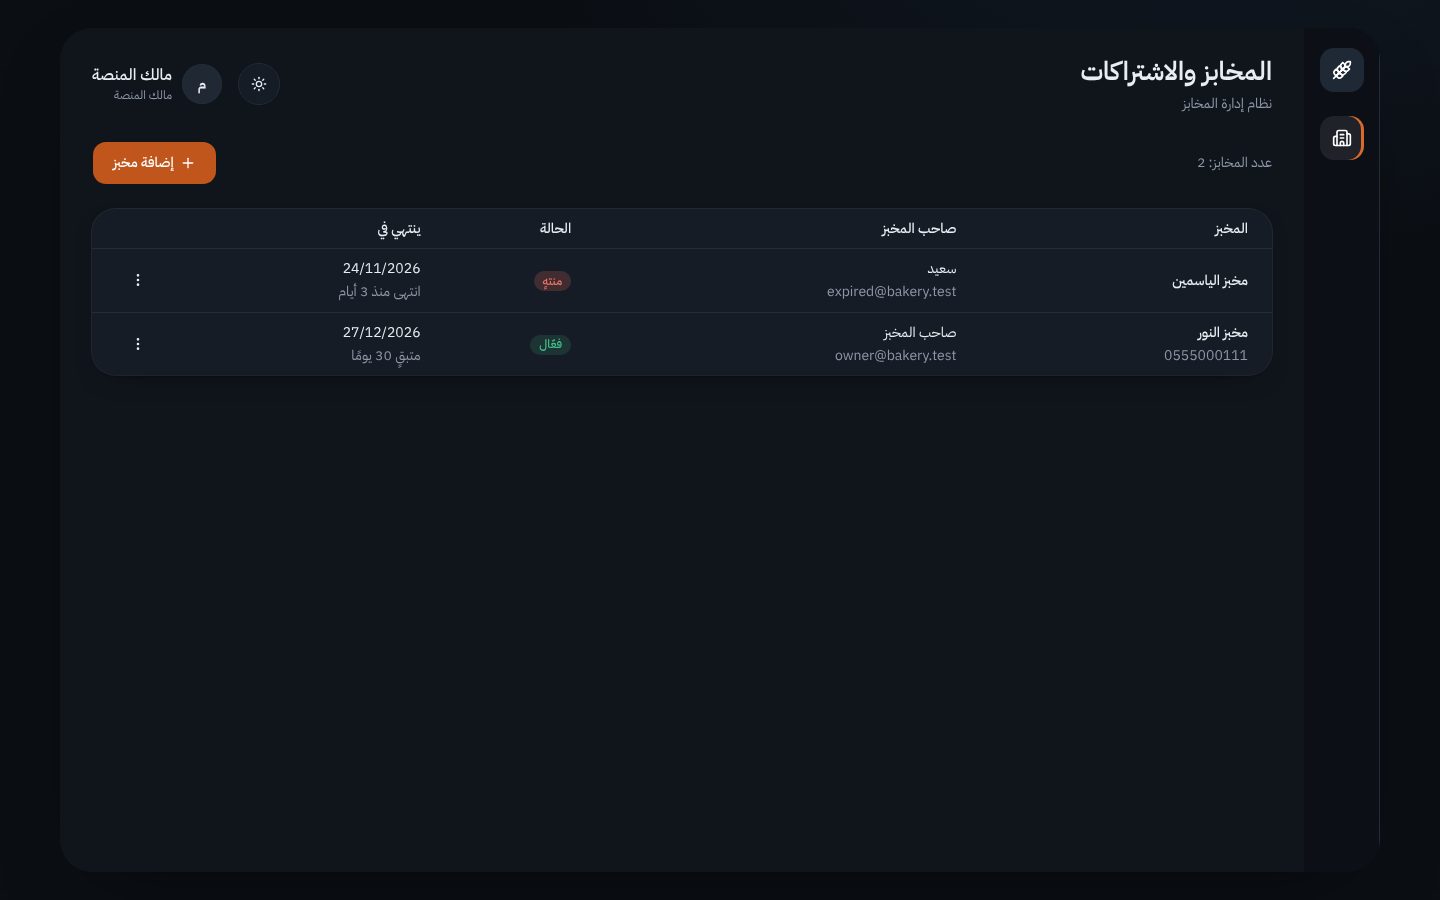 المخابز والاشتراكات
نظام إدارة المخابز
م
مالك المنصة
مالك المنصة
عدد المخابز: 2
إضافة مخبز
المخبز
صاحب المخبز
الحالة
ينتهي في
مخبز الياسمين
سعيد
expired@bakery.test
منتهٍ
24/11/2026
انتهى منذ 3 أيام
مخبز النور
0555000111
صاحب المخبز
owner@bakery.test
فعّال
27/12/2026
متبقٍ 30 يومًا